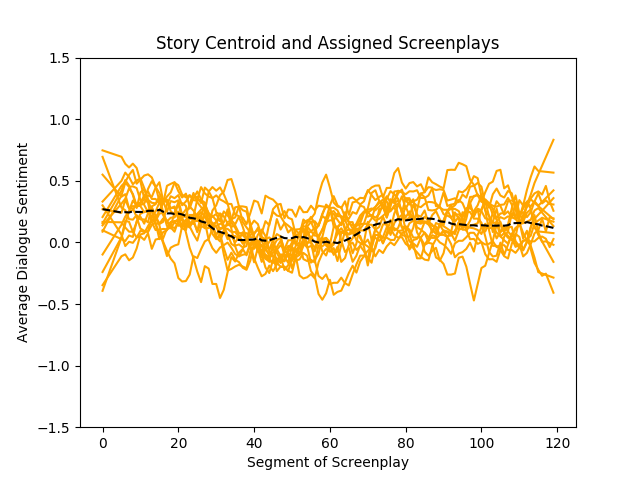 Story Centroid and Assigned Screenplays
1.5
1.0
0.5
0.0
−0.5
−1.0
−1.5
Average Dialogue Sentiment
0 20 40 60 80 100 120
Segment of Screenplay